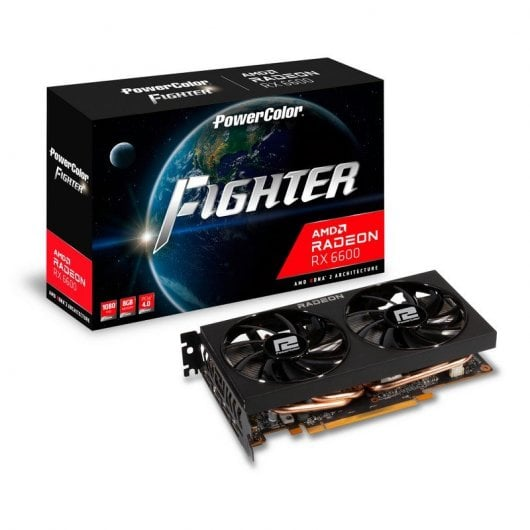 PowerColor
FIGHTER
AMD
RADEON
RX 6600
PowerColor
FIGHTER
AMD
RADEON
RX 6600
AMD RDNA 2 ARCHITECTURE
1080
8GB
4.0
RADEON